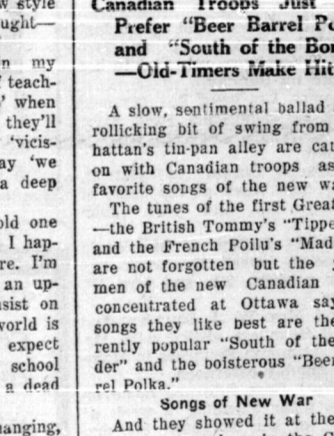 w style
ought—
n my
teach-
' when
they'll
'vicis-
ay 'we
a deep
old one
I hap-
re. I'm
an up-
sist on
world is
expect
school
a dead
hanging,
Canadian Troops Just
Prefer "Beer Barrel Po
and "South of the Bor
—Old-Timers Make Hit
A slow, sentimental ballad
rollicking bit of swing from
hattan's tin-pan alley are cat
on with Canadian troops as
favorite songs of the new wa
The tunes of the first Great
—the British Tommy's "Tippe
and the French Poilu's "Mad
are not forgotten but the
men of the new Canadian
concentrated at Ottawa say
songs they like best are the
rently popular "South of the
der" and the boisterous "Beer
rel Polka."
Songs of New War
And they showed it at the